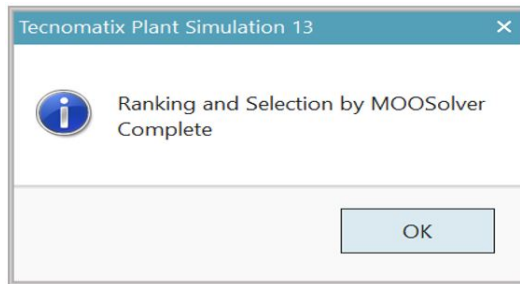 Tecnomatix Plant Simulation 13
Ranking and Selection by MOOSolver
Complete
OK